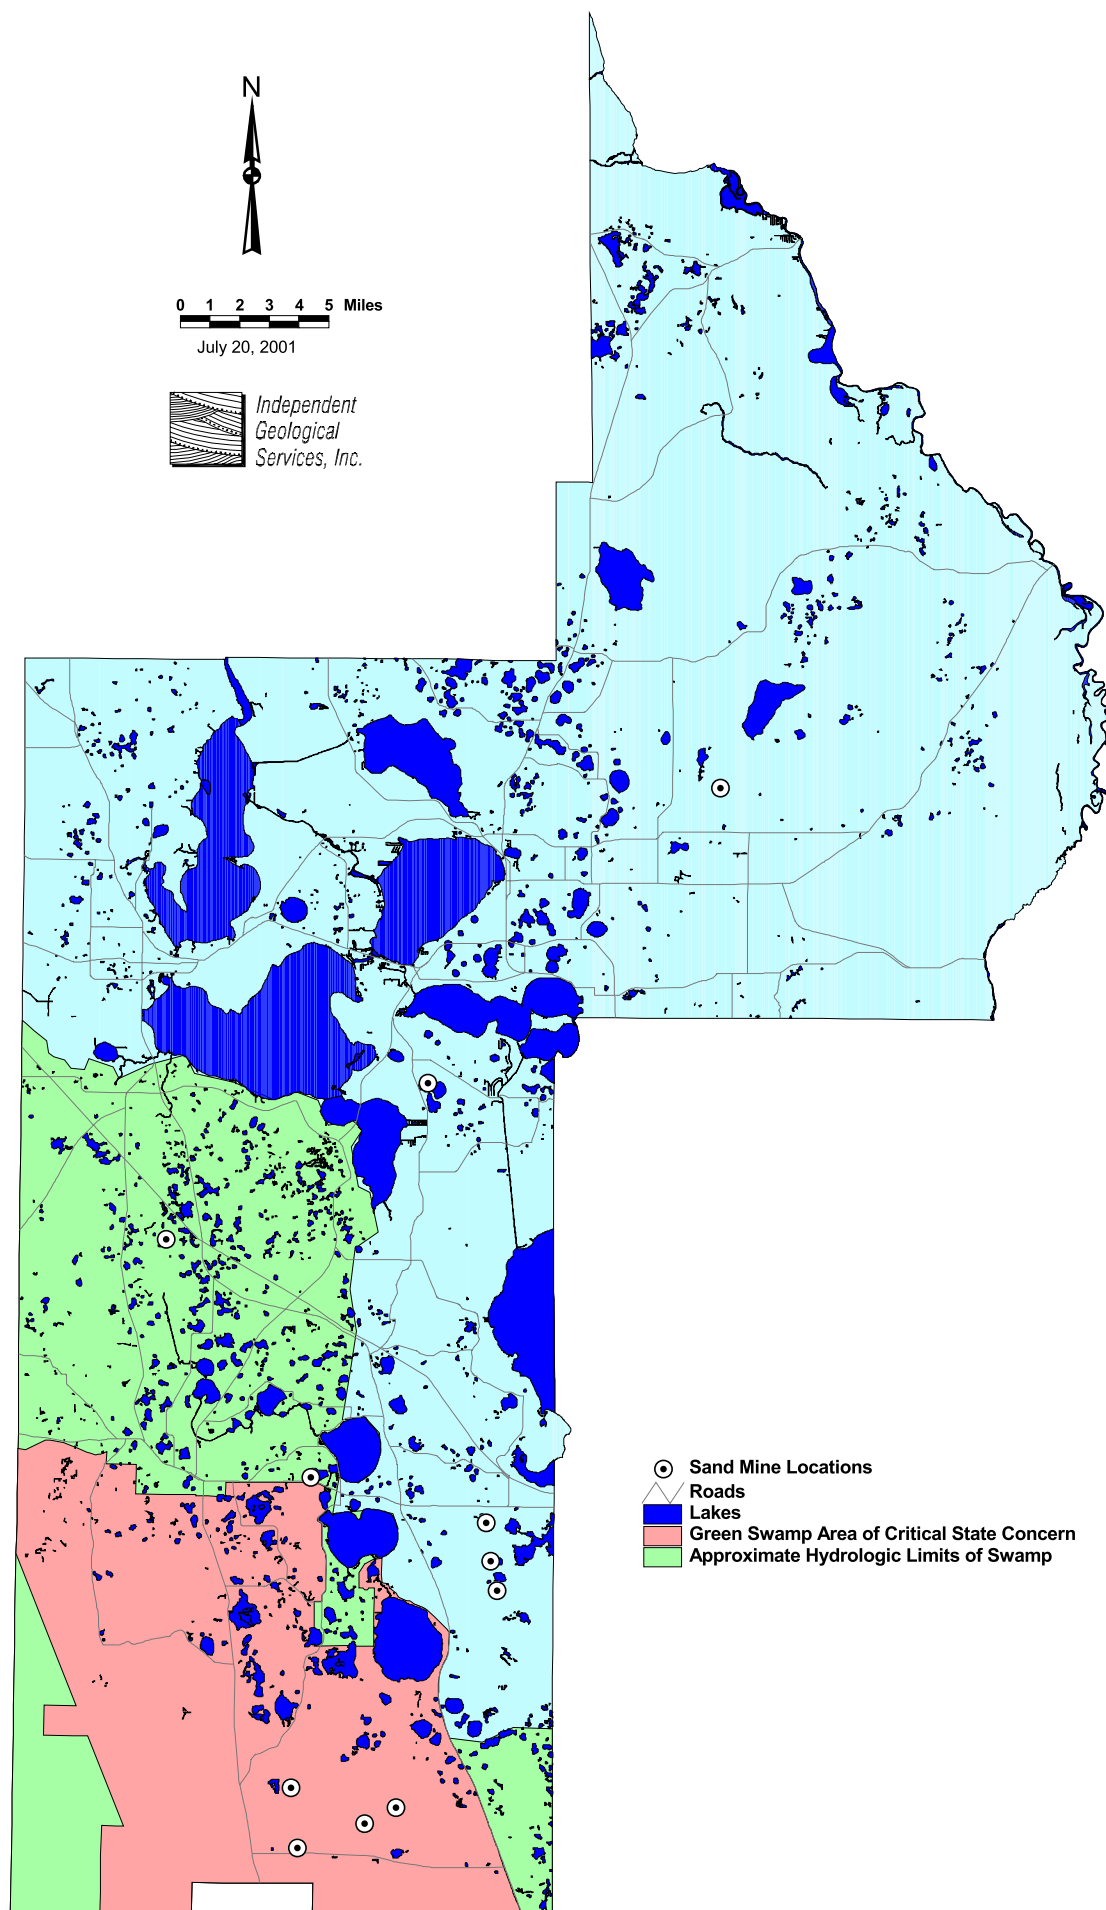 N
0 1 2 3 4 5 Miles
July 20, 2001
Independent
Geological
Services, Inc.
Sand Mine Locations
Roads
Lakes
Green Swamp Area of Critical State Concern
Approximate Hydrologic Limits of Swamp